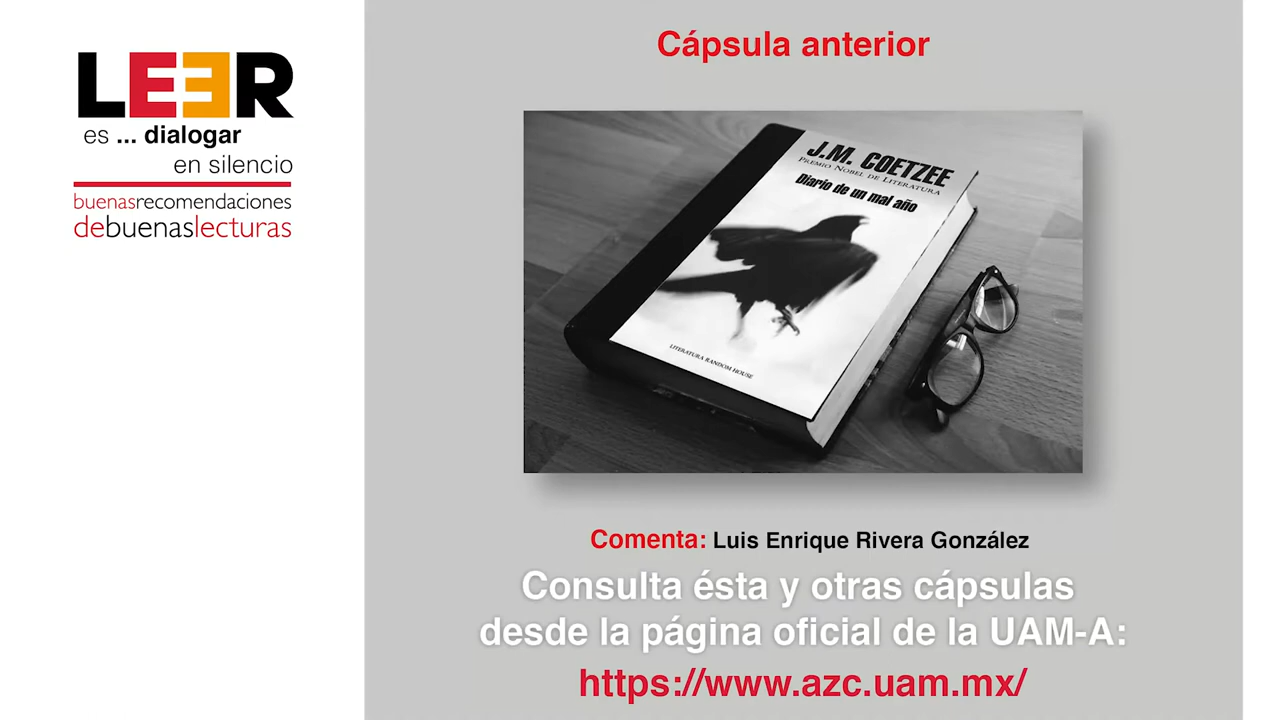 LEER
es ... dialogar
en silencio
buenasrecomendaciones
debuenaslecturas
Cápsula anterior
J.M. COETZEE
PREMIO NOBEL DE LITERATURA
Diario de un mal año
LITERATURA RANDOM HOUSE
Comenta: Luis Enrique Rivera González
Consulta ésta y otras cápsulas
desde la página oficial de la UAM-A:
https://www.azc.uam.mx/